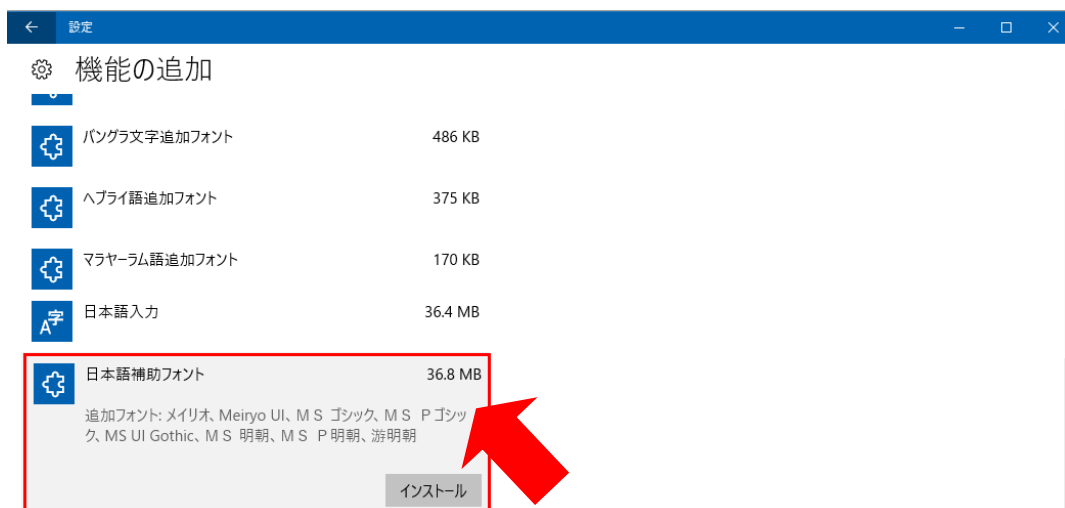 設定
機能の追加
バングラ文字追加フォント 486 KB
ヘブライ語追加フォント 375 KB
マラヤーラム語追加フォント 170 KB
A字 日本語入力 36.4 MB
日本語補助フォント 36.8 MB
追加フォント: メイリオ、Meiryo UI、ＭＳ ゴシック、ＭＳ Ｐゴシッ
ク、MS UI Gothic、ＭＳ 明朝、ＭＳ Ｐ明朝、游明朝
インストール